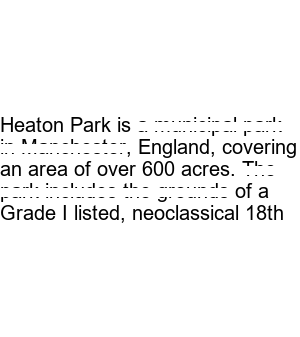 Heaton Park is a municipal park
in Manchester, England, covering
an area of over 600 acres. The
park includes the grounds of a
Grade I listed, neoclassical 18th